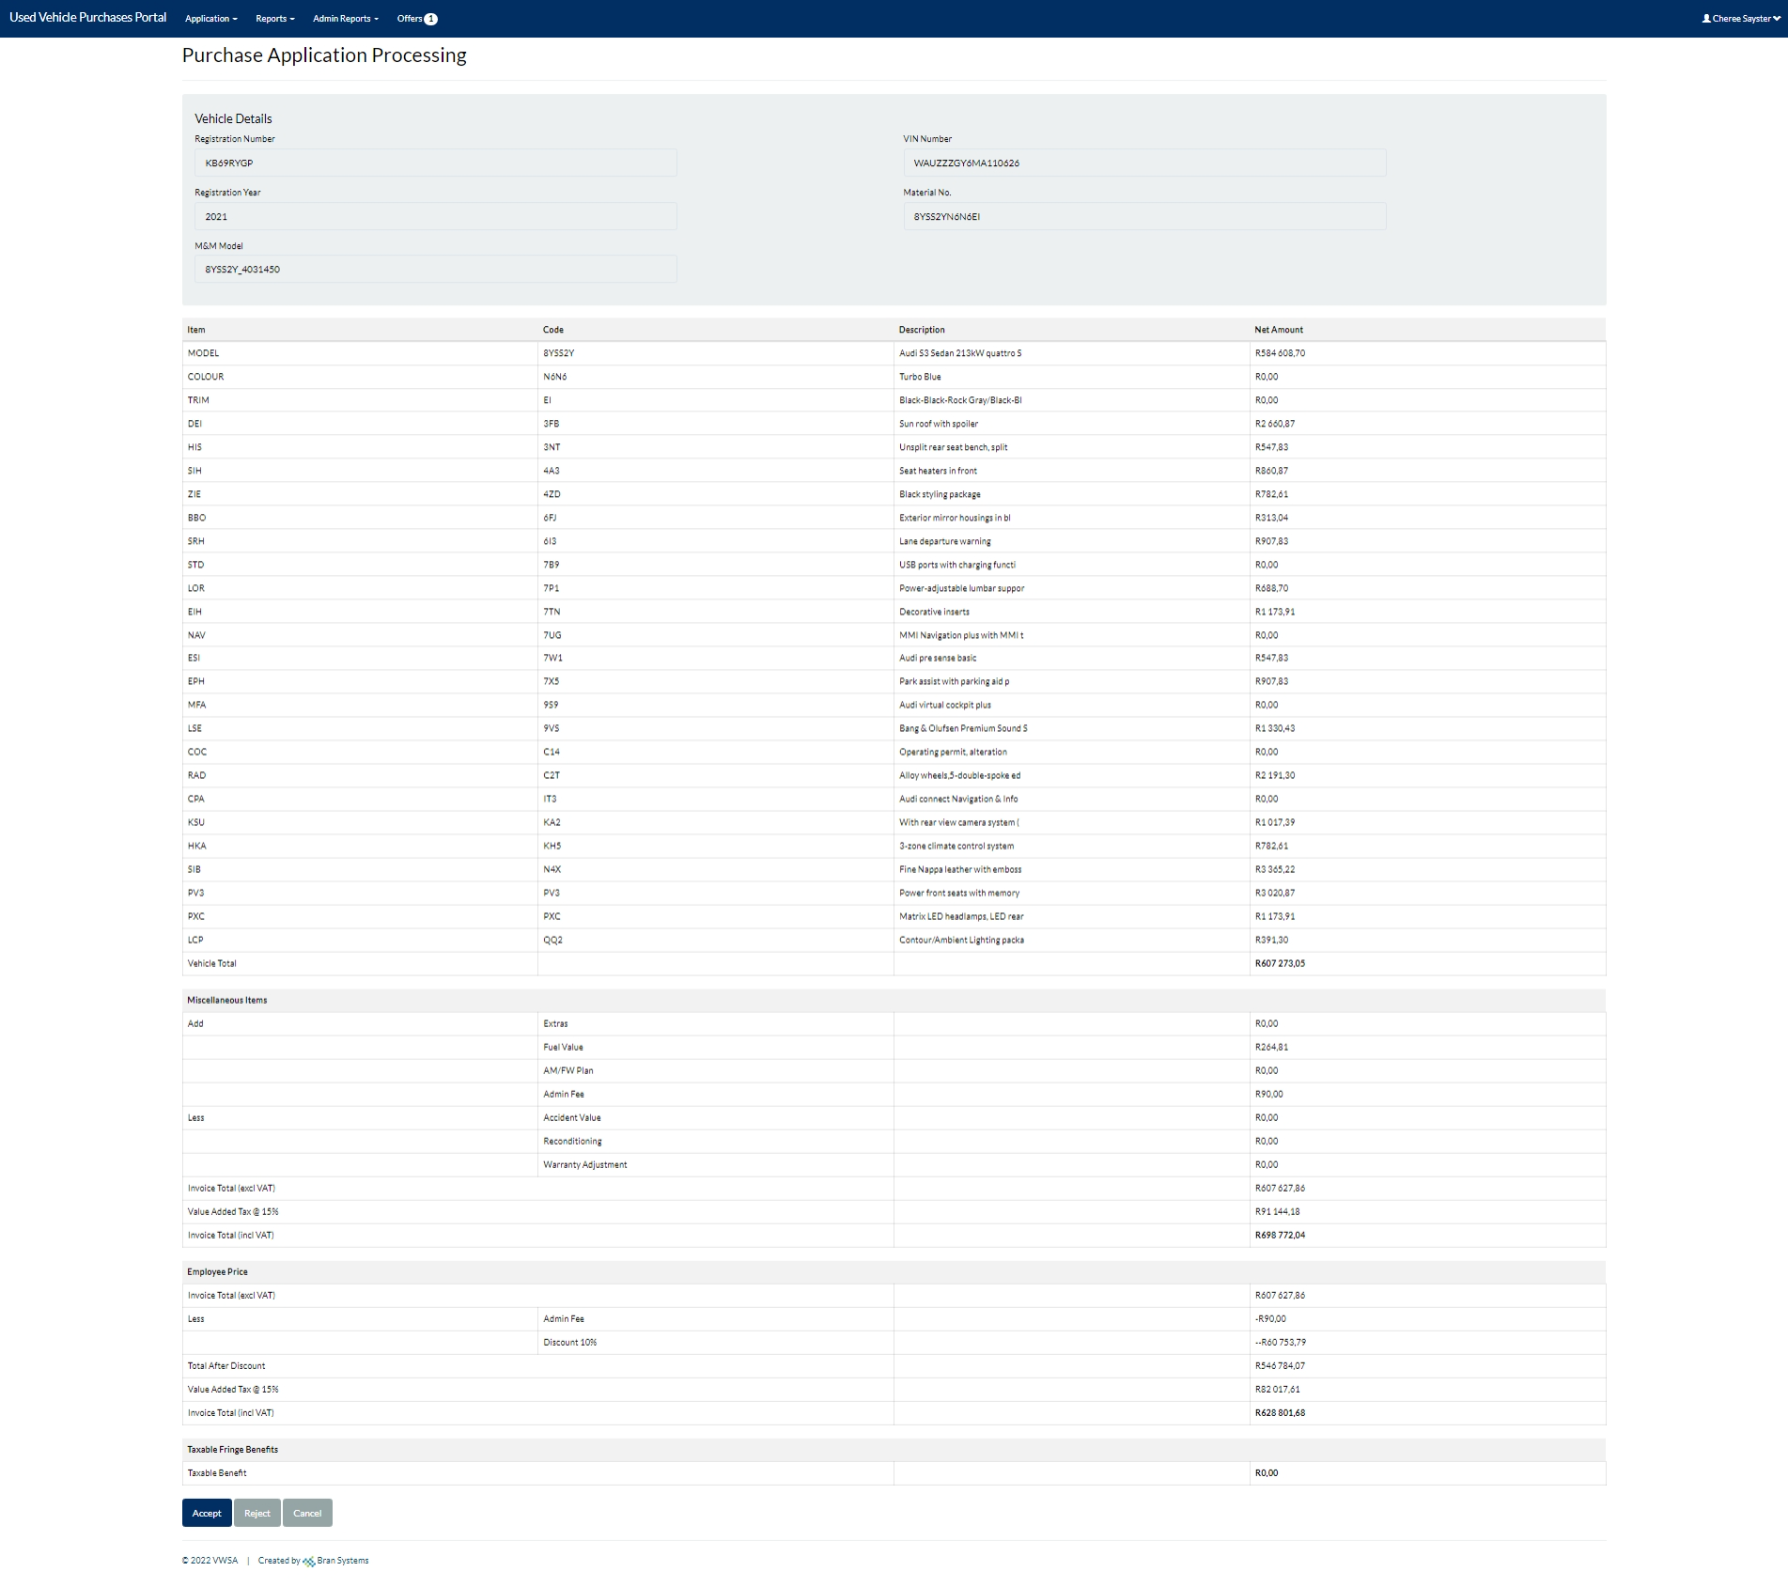 Used Vehicle Purchases Portal Application Reports Admin Reports Offers 1 Cheree Sayster
Purchase Application Processing
Vehicle Details
Registration Number VIN Number
KB69RYGP WAUZZZGY6MA110626
Registration Year Material No.
2021 8YSS2YN6N6EI
M&M Model
8YSS2Y_4031450
Item Code Description Net Amount
MODEL 8YSS2Y Audi S3 Sedan 213kW quattro S R584 608,70
COLOUR N6N6 Turbo Blue R0,00
TRIM EI Black-Black-Rock Gray/Black-Bl R0,00
DEI 3FB Sun roof with spoiler R2 660,87
HIS 3NT Unsplit rear seat bench, split R547,83
SIH 4A3 Seat heaters in front R860,87
ZIE 4ZD Black styling package R782,61
BBO 6FJ Exterior mirror housings in bl R313,04
SRH 6I3 Lane departure warning R907,83
STD 7B9 USB ports with charging functi R0,00
LOR 7P1 Power-adjustable lumbar suppor R688,70
EIH 7TN Decorative inserts R1 173,91
NAV 7UG MMI Navigation plus with MMI t R0,00
ESI 7W1 Audi pre sense basic R547,83
EPH 7X5 Park assist with parking aid p R907,83
MFA 9S9 Audi virtual cockpit plus R0,00
LSE 9VS Bang & Olufsen Premium Sound S R1 330,43
COC C14 Operating permit, alteration R0,00
RAD C2T Alloy wheels,5-double-spoke ed R2 191,30
CPA IT3 Audi connect Navigation & Info R0,00
KSU KA2 With rear view camera system ( R1 017,39
HKA KH5 3-zone climate control system R782,61
SIB N4X Fine Nappa leather with emboss R3 365,22
PV3 PV3 Power front seats with memory R3 020,87
PXC PXC Matrix LED headlamps, LED rear R1 173,91
LCP QQ2 Contour/Ambient Lighting packa R391,30
Vehicle Total R607 273,05
Miscellaneous Items
Add Extras R0,00
Fuel Value R264,81
AM/FW Plan R0,00
Admin Fee R90,00
Less Accident Value R0,00
Reconditioning R0,00
Warranty Adjustment R0,00
Invoice Total (excl VAT) R607 627,86
Value Added Tax @ 15% R91 144,18
Invoice Total (incl VAT) R698 772,04
Employee Price
Invoice Total (excl VAT) R607 627,86
Less Admin Fee -R90,00
Discount 10% --R60 753,79
Total After Discount R546 784,07
Value Added Tax @ 15% R82 017,61
Invoice Total (incl VAT) R628 801,68
Taxable Fringe Benefits
Taxable Benefit R0,00
Accept Reject Cancel
© 2022 VWSA | Created by Bran Systems